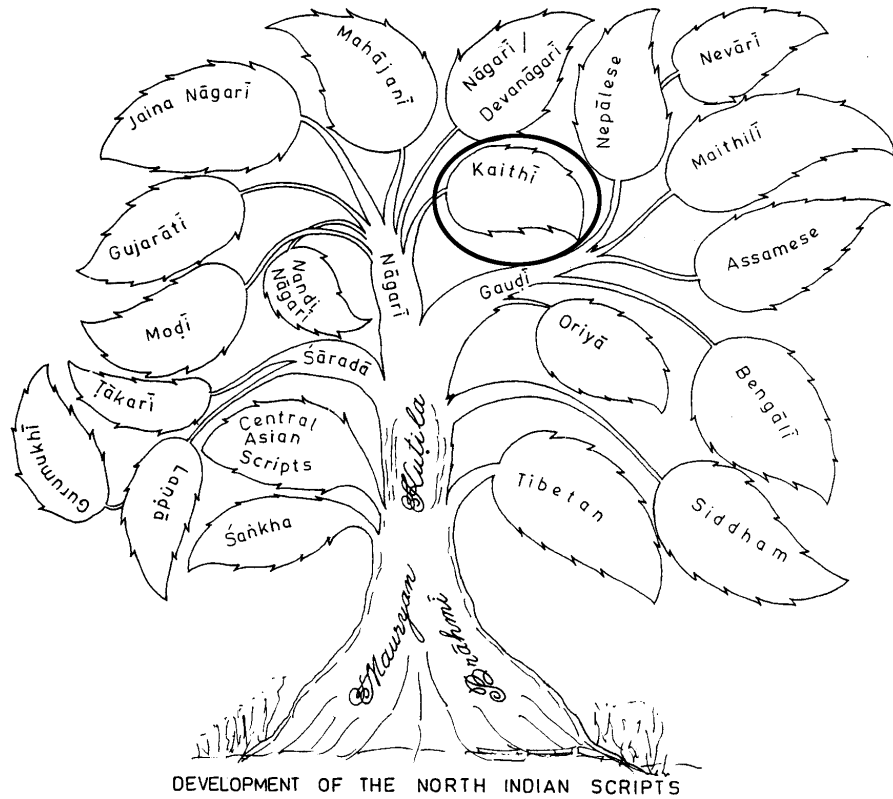 Mahājanī
Nāgarī /
Devanāgarī
Nepālese
Nevārī
Jaina Nāgarī
Kaithī
Maithilī
Gujarātī
Nandi
Nāgarī
Nāgarī
Gauḍī
Assamese
Moḍī
Oriyā
Śāradā
Ṭākarī
Bengālī
Gurumukhī
Laṇḍā
Central
Asian
Scripts
Kuṭila
Tibetan
Siddham
Śaṅkha
Mauryan
Brāhmī
DEVELOPMENT OF THE NORTH INDIAN SCRIPTS